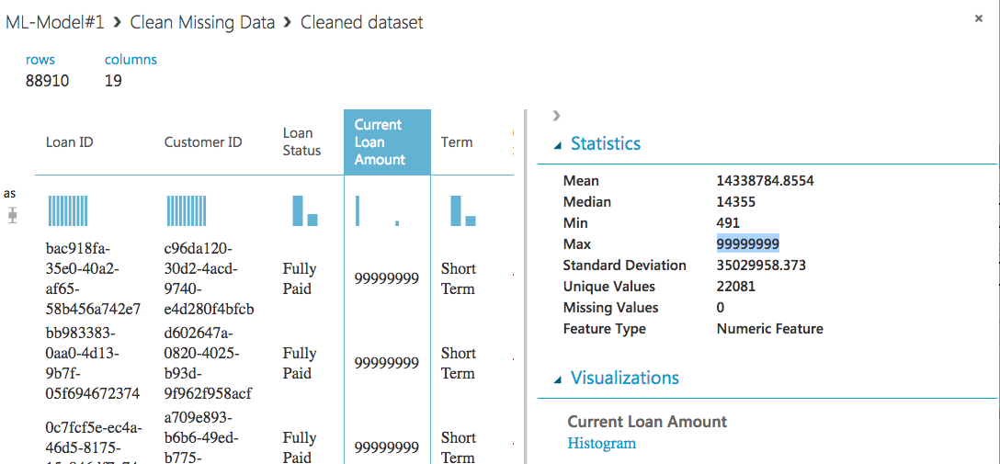 ML-Model#1 › Clean Missing Data › Cleaned dataset
×
rows columns
88910 19
Loan ID Customer ID Loan Status Current Loan Amount Term
as
bac918fa-35e0-40a2-af65-58b456a742e7 c96da120-30d2-4acd-9740-e4d280f4bfcb Fully Paid 99999999 Short Term
bb983383-0aa0-4d13-9b7f-05f694672374 d602647a-0820-4025-b93d-9f962f958acf Fully Paid 99999999 Short Term
0c7fcf5e-ec4a-46d5-8175- a709e893-b6b6-49ed-b775- Fully Paid 99999999 Short Term
Statistics
Mean 14338784.8554
Median 14355
Min 491
Max 99999999
Standard Deviation 35029958.373
Unique Values 22081
Missing Values 0
Feature Type Numeric Feature
Visualizations
Current Loan Amount
Histogram